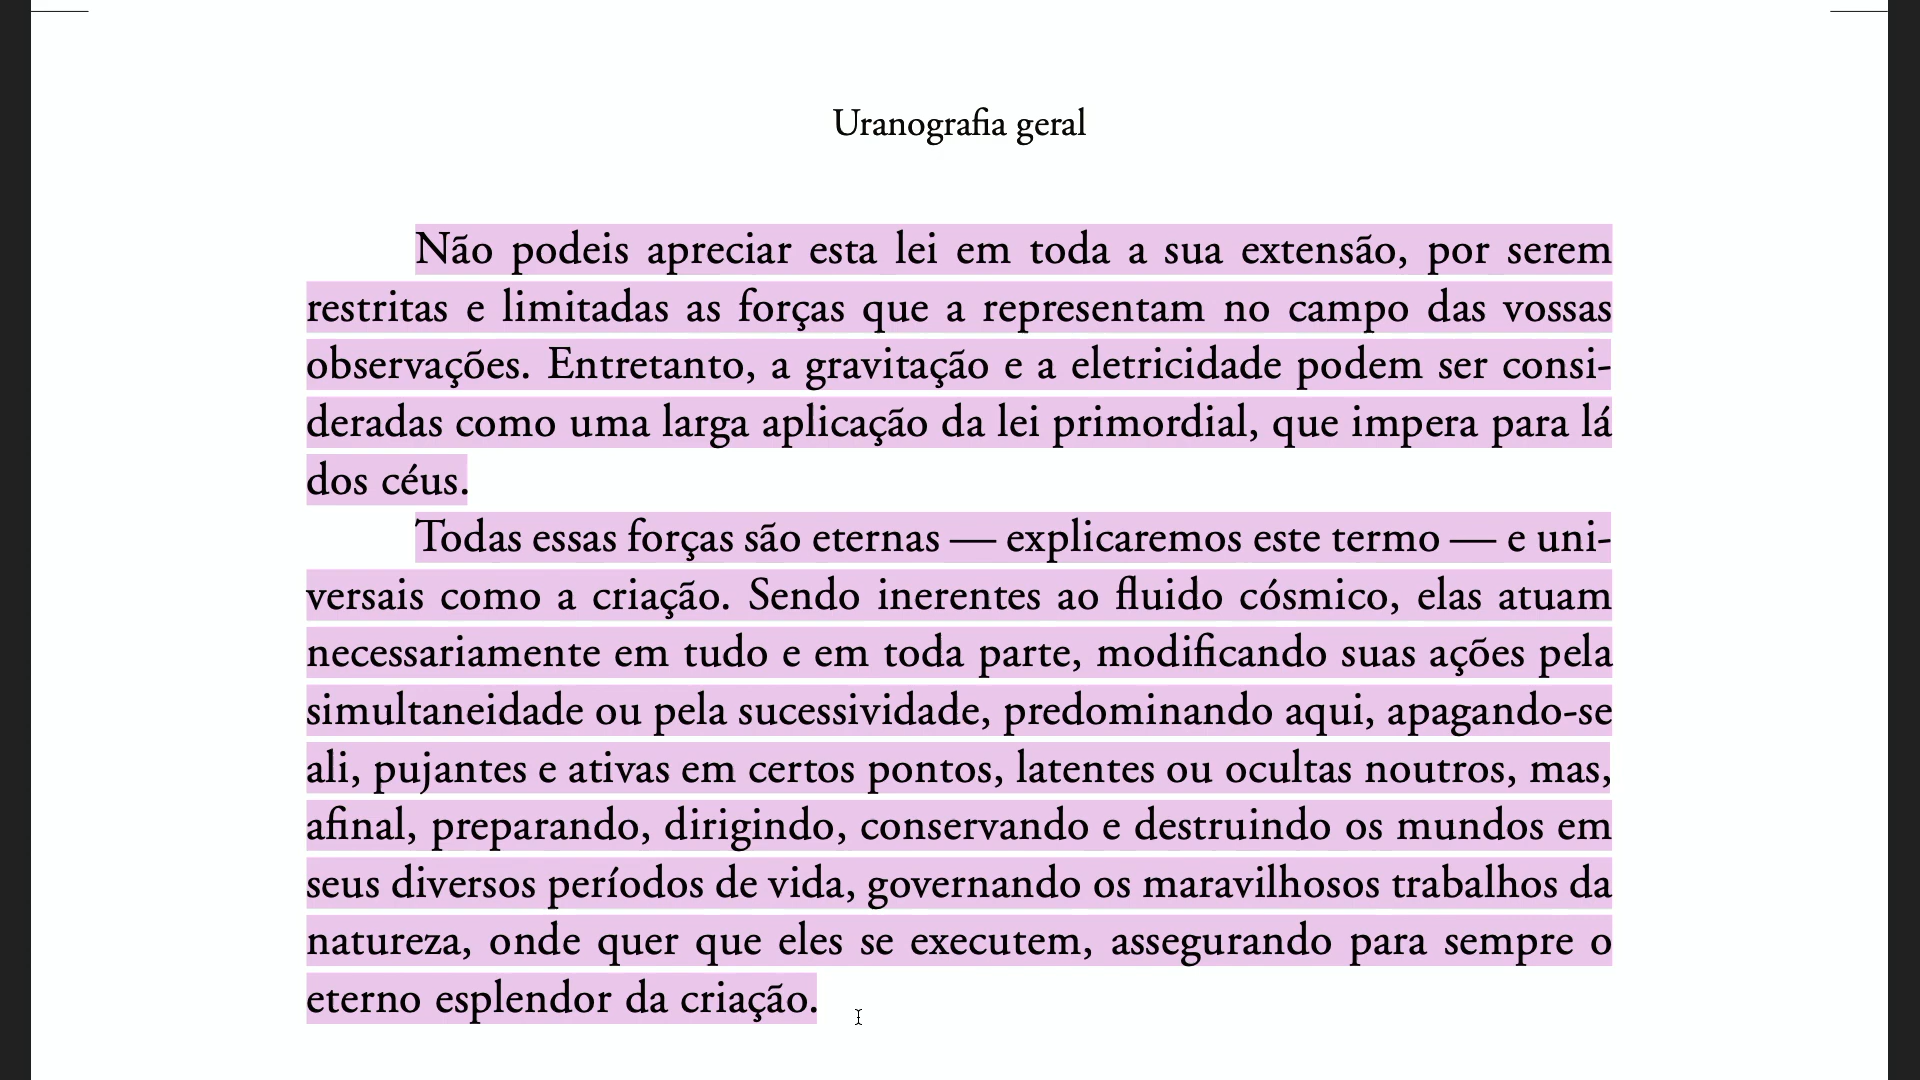 Uranografia geral
Não podeis apreciar esta lei em toda a sua extensão, por serem
restritas e limitadas as forças que a representam no campo das vossas
observações. Entretanto, a gravitação e a eletricidade podem ser consi-
deradas como uma larga aplicação da lei primordial, que impera para lá
dos céus.
Todas essas forças são eternas — explicaremos este termo — e uni-
versais como a criação. Sendo inerentes ao fluido cósmico, elas atuam
necessariamente em tudo e em toda parte, modificando suas ações pela
simultaneidade ou pela sucessividade, predominando aqui, apagando-se
ali, pujantes e ativas em certos pontos, latentes ou ocultas noutros, mas,
afinal, preparando, dirigindo, conservando e destruindo os mundos em
seus diversos períodos de vida, governando os maravilhosos trabalhos da
natureza, onde quer que eles se executem, assegurando para sempre o
eterno esplendor da criação.